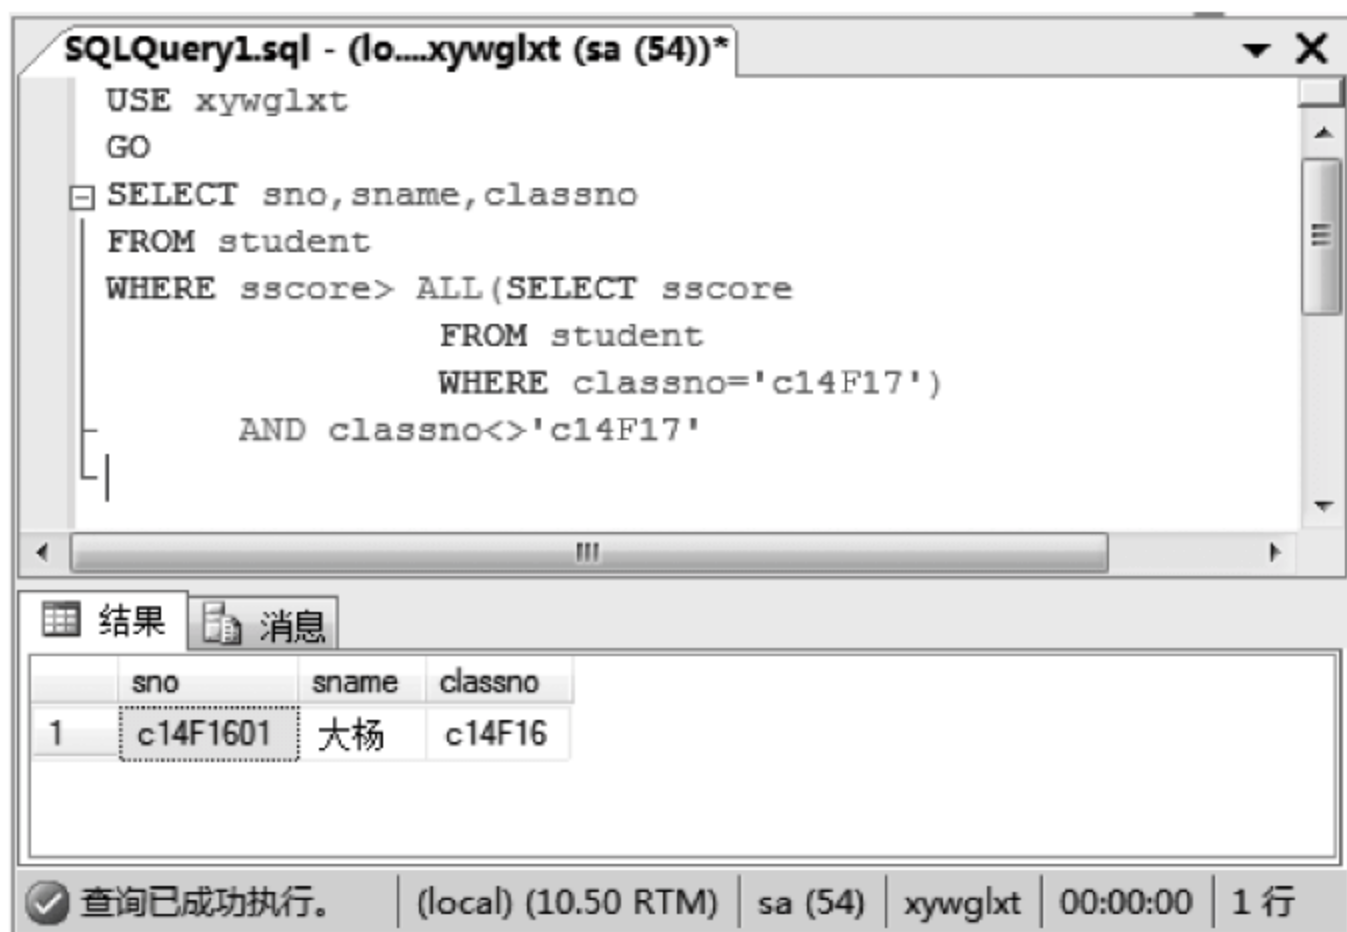 SQLQuery1.sql - (lo....xywglxt (sa (54))*
USE xywglxt
GO
SELECT sno,sname,classno
FROM student
WHERE sscore> ALL(SELECT sscore
FROM student
WHERE classno='c14F17')
AND classno<>'c14F17'
结果 消息
sno sname classno
1 c14F1601 大杨 c14F16
查询已成功执行。 (local) (10.50 RTM) sa (54) xywglxt 00:00:00 1 行